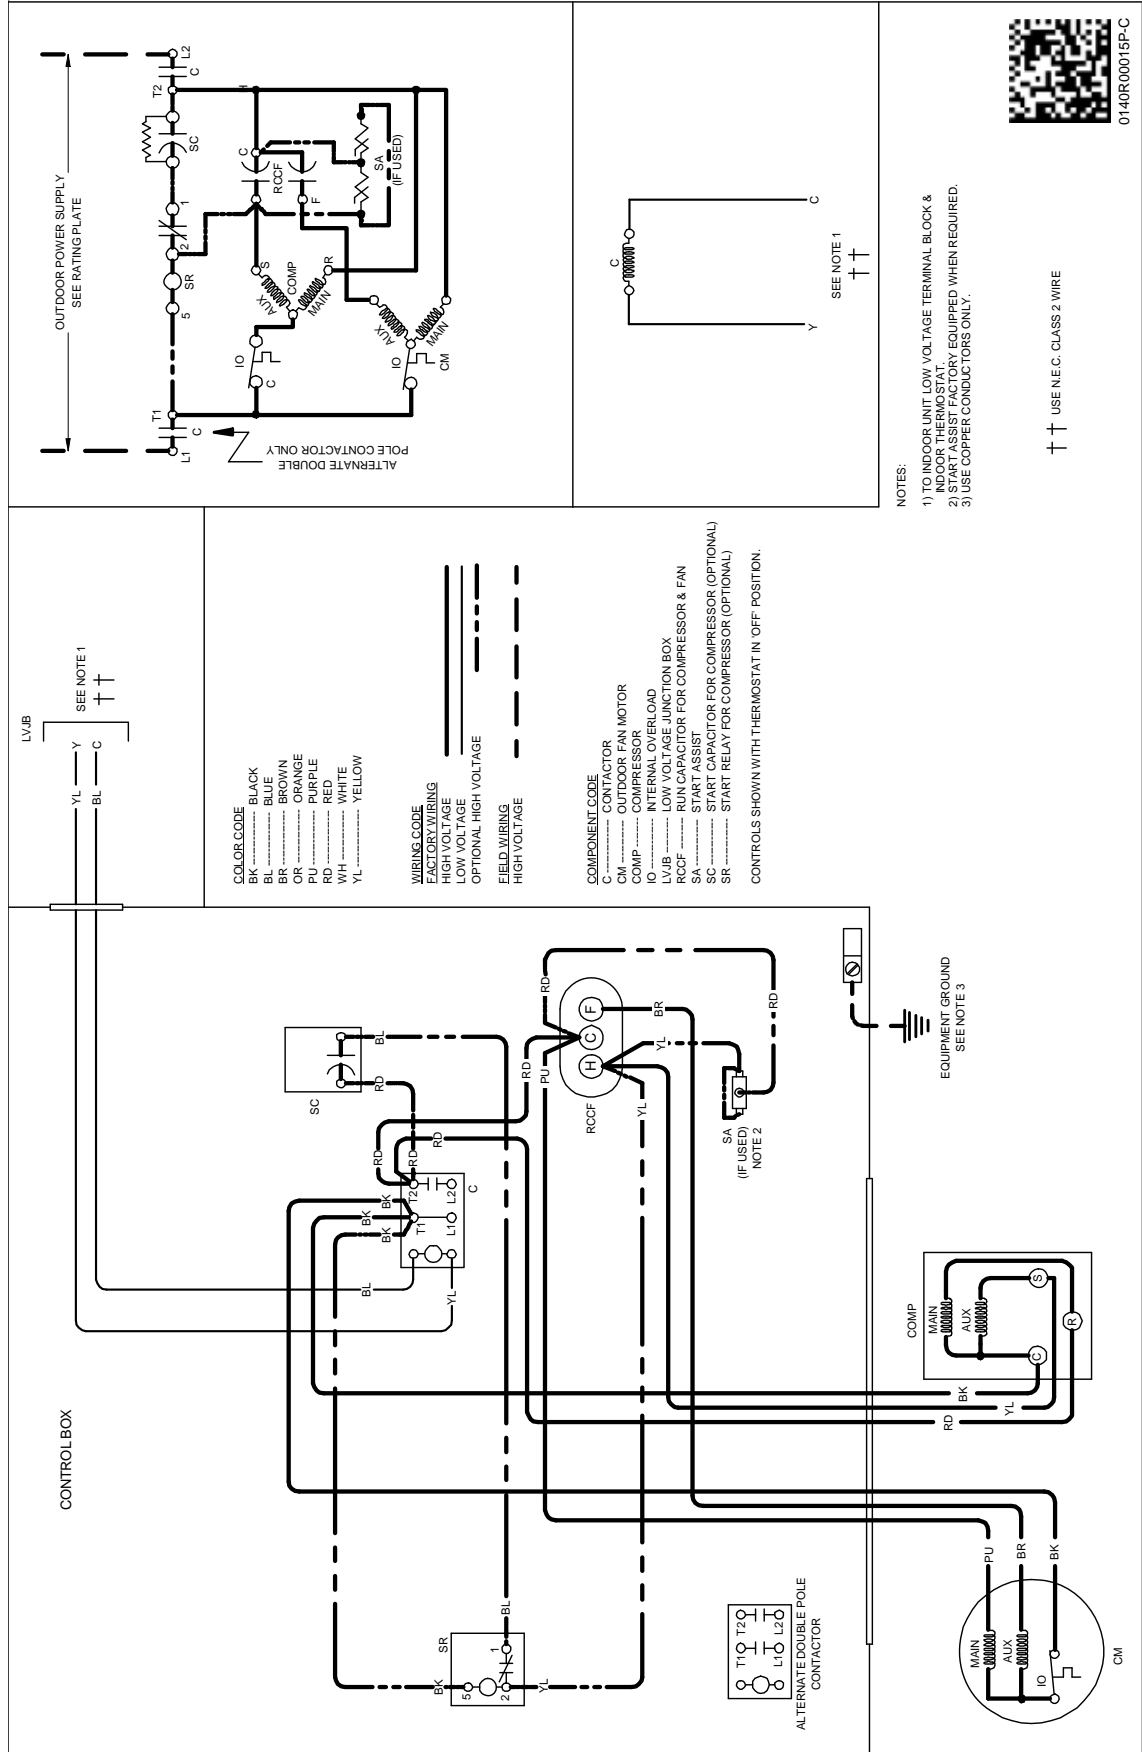 CONTROL BOX
LVJB
Y
C
SEE NOTE 1
†† 
YL
BL
SC
RD
BL
RD
RD
RD
RD
BK
BK
BK
T2
T1
L2
L1
C
BL
YL
RD
PU
RD
H
C
F
RCCF
YL
BR
YL
RD
SA
(IF USED)
NOTE 2
SR
BK
5
2
1
BL
YL
T1
T2
L1
L2
ALTERNATE DOUBLE POLE
CONTACTOR
COMP
MAIN
AUX
C
S
R
BK
YL
RD
PU
BR
BK
MAIN
AUX
IO
CM
EQUIPMENT GROUND
SEE NOTE 3
COLOR CODE
BK ---------- BLACK
BL ---------- BLUE
BR ---------- BROWN
OR ---------- ORANGE
PU ---------- PURPLE
RD ---------- RED
WH ---------- WHITE
YL ---------- YELLOW
WIRING CODE
FACTORY WIRING
HIGH VOLTAGE
LOW VOLTAGE
OPTIONAL HIGH VOLTAGE
FIELD WIRING
HIGH VOLTAGE
COMPONENT CODE
C ---------- CONTACTOR
CM ---------- OUTDOOR FAN MOTOR
COMP ---------- COMPRESSOR
IO ---------- INTERNAL OVERLOAD
LVJB ---------- LOW VOLTAGE JUNCTION BOX
RCCF ---------- RUN CAPACITOR FOR COMPRESSOR & FAN
SA ---------- START ASSIST
SC ---------- START CAPACITOR FOR COMPRESSOR (OPTIONAL)
SR ---------- START RELAY FOR COMPRESSOR (OPTIONAL)
CONTROLS SHOWN WITH THERMOSTAT IN 'OFF' POSITION.
OUTDOOR POWER SUPPLY
SEE RATING PLATE
L1
C
T1
5
SR
2
1
SC
T2
C
L2
ALTERNATE DOUBLE
POLE CONTACTOR ONLY
IO
C
S
AUX
COMP
MAIN
R
C
H
RCCF
F
SA
(IF USED)
IO
AUX
MAIN
CM
C
Y
C
SEE NOTE 1
††
NOTES:
1) TO INDOOR UNIT LOW VOLTAGE TERMINAL BLOCK &
INDOOR THERMOSTAT.
2) START ASSIST FACTORY EQUIPPED WHEN REQUIRED.
3) USE COPPER CONDUCTORS ONLY.
†† USE N.E.C. CLASS 2 WIRE
0140R00015P-C